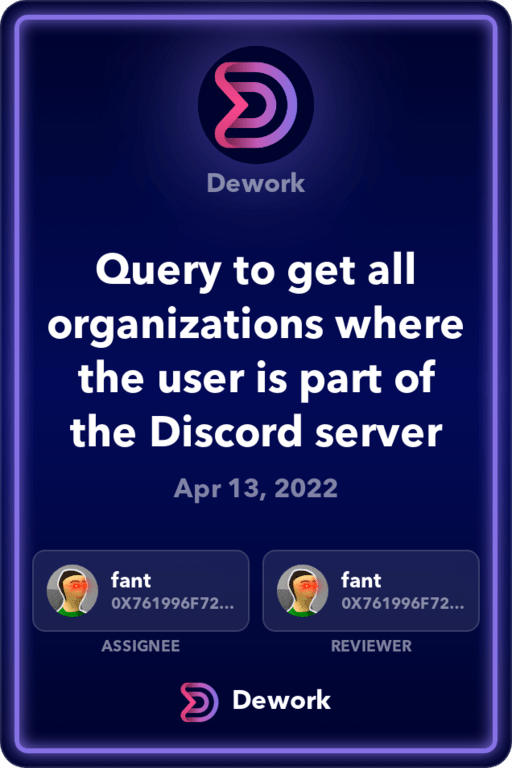 Dework
Query to get all
organizations where
the user is part of
the Discord server
Apr 13, 2022
fant
0X761996F72...
ASSIGNEE
fant
0X761996F72...
REVIEWER
Dework